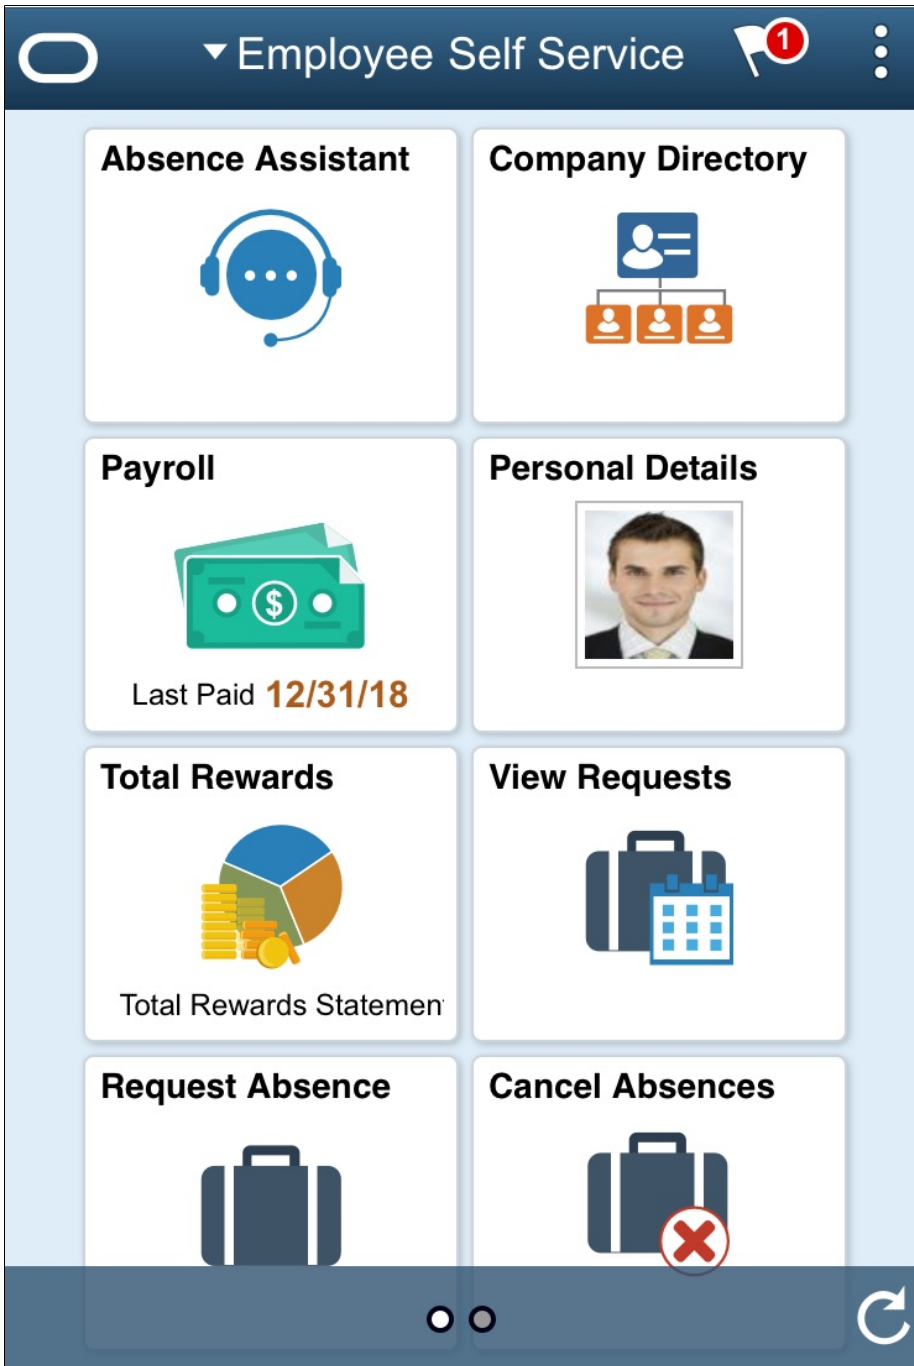 Employee Self Service
1
Absence Assistant
Company Directory
Payroll
$
Last Paid 12/31/18
Personal Details
Total Rewards
Total Rewards Statemen
View Requests
Request Absence
Cancel Absences